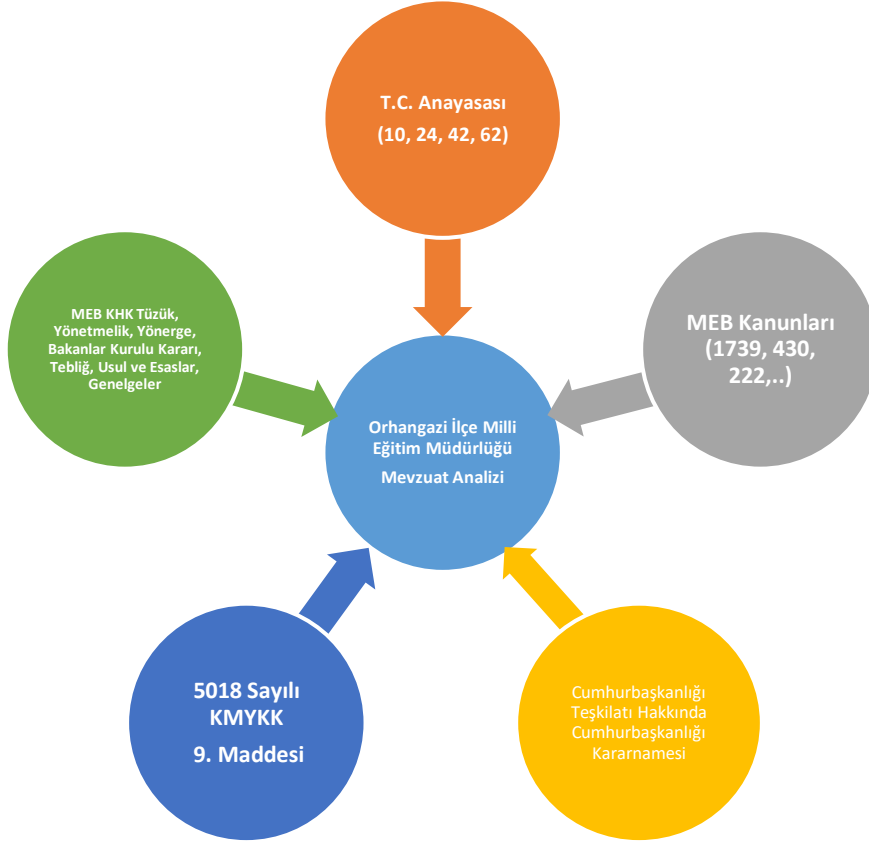 T.C. Anayasası
(10, 24, 42, 62)
MEB KHK Tüzük,
Yönetmelik, Yönerge,
Bakanlar Kurulu Kararı,
Tebliğ, Usul ve Esaslar,
Genelgeler
MEB Kanunları
(1739, 430,
222,..)
Orhangazi İlçe Milli
Eğitim Müdürlüğü
Mevzuat Analizi
5018 Sayılı
KMYKK
9. Maddesi
Cumhurbaşkanlığı
Teşkilatı Hakkında
Cumhurbaşkanlığı
Kararnamesi